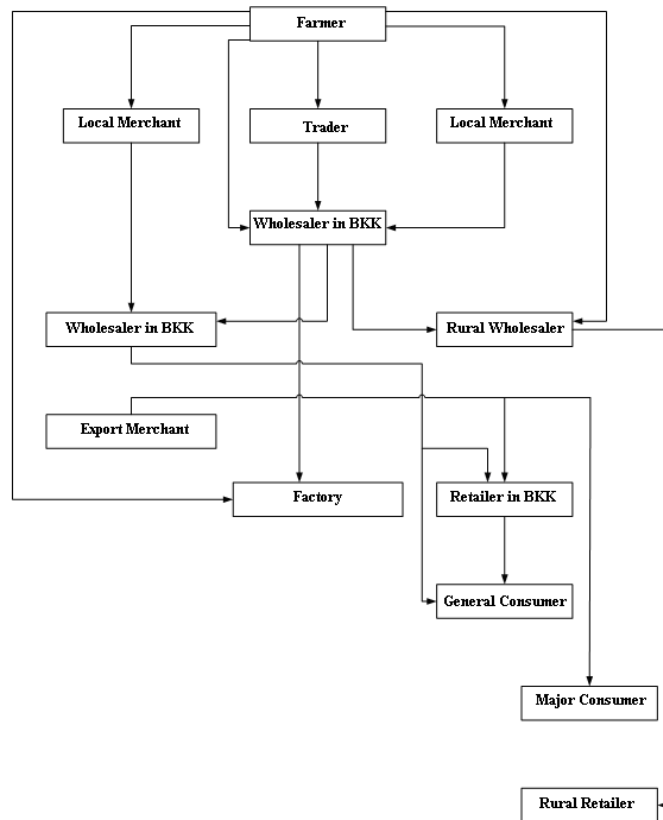 Farmer
Local Merchant
Trader
Local Merchant
Wholesaler in BKK
Wholesaler in BKK
Rural Wholesaler
Export Merchant
Factory
Retailer in BKK
General Consumer
Major Consumer
Rural Retailer